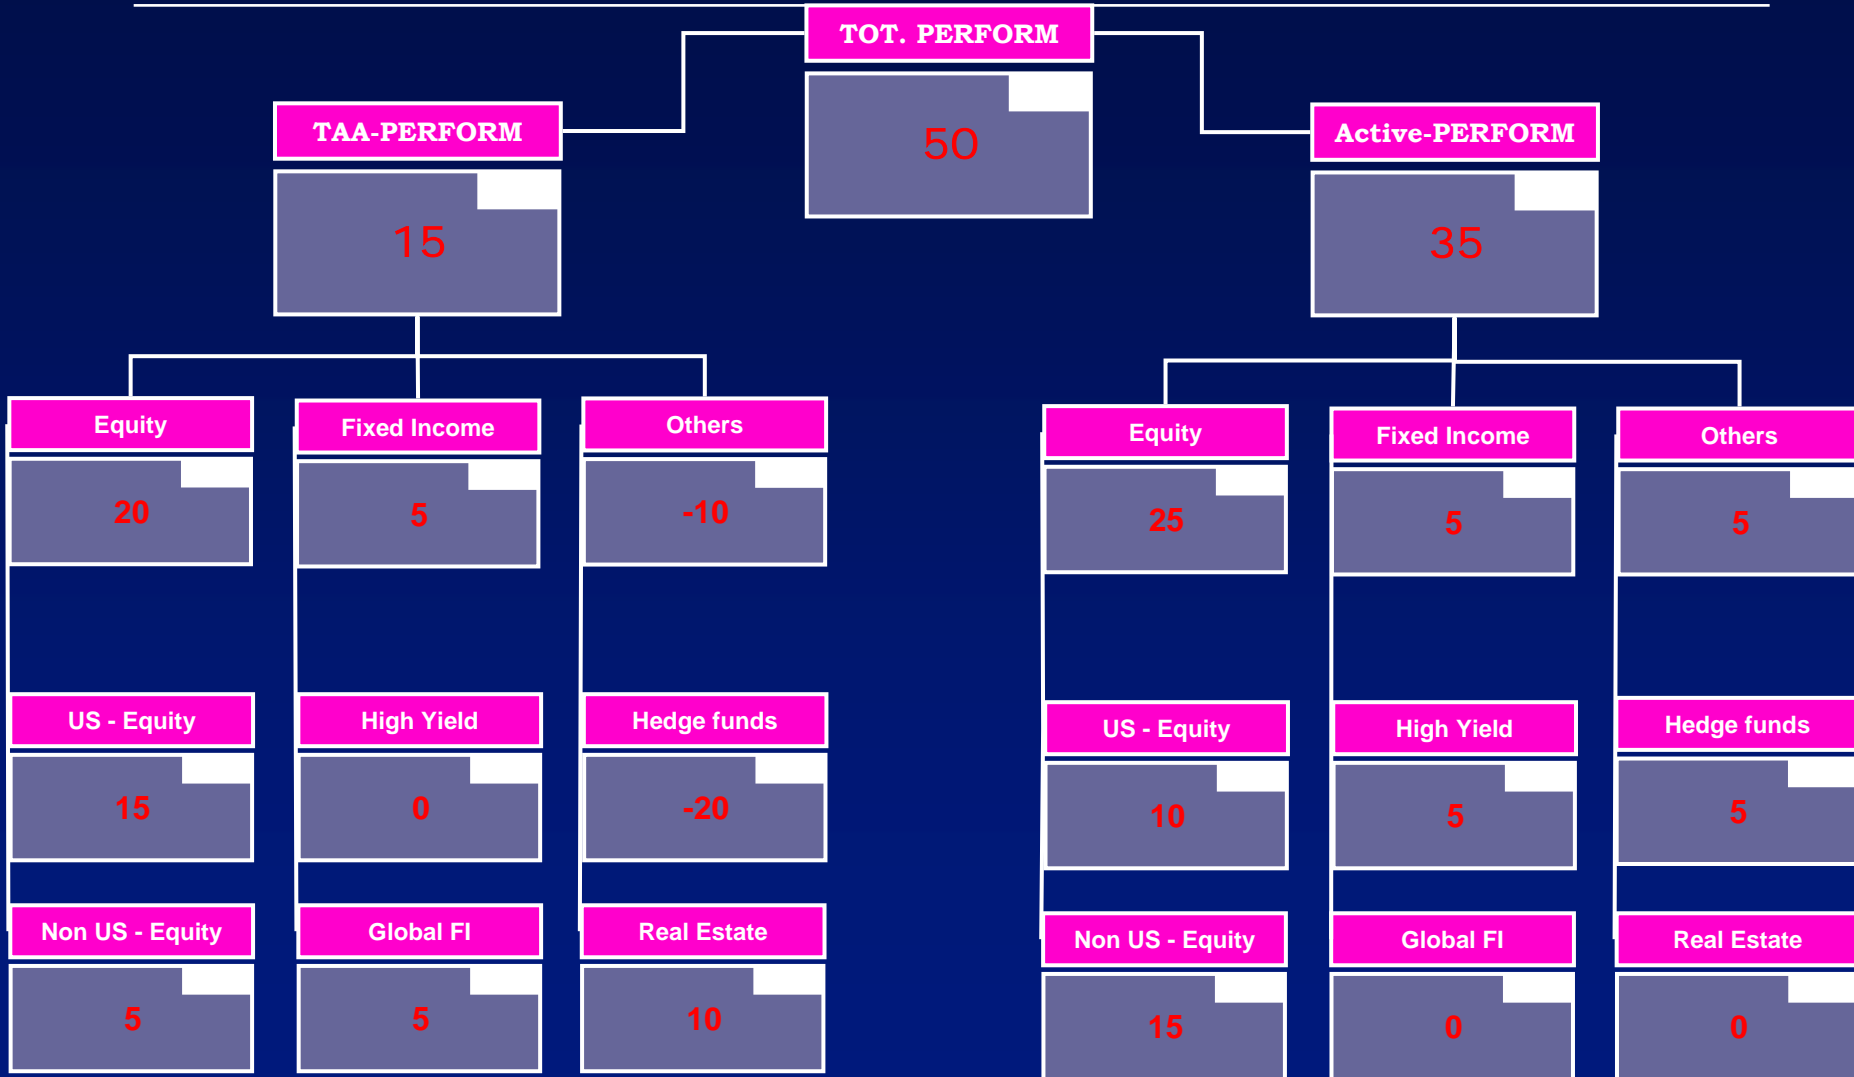 TOT. PERFORM
50
TAA-PERFORM
15
Active-PERFORM
35
Equity
20
Fixed Income
5
Others
-10
US - Equity
15
High Yield
0
Hedge funds
-20
Non US - Equity
5
Global FI
5
Real Estate
10
Equity
25
Fixed Income
5
Others
5
US - Equity
10
High Yield
5
Hedge funds
5
Non US - Equity
15
Global FI
0
Real Estate
0